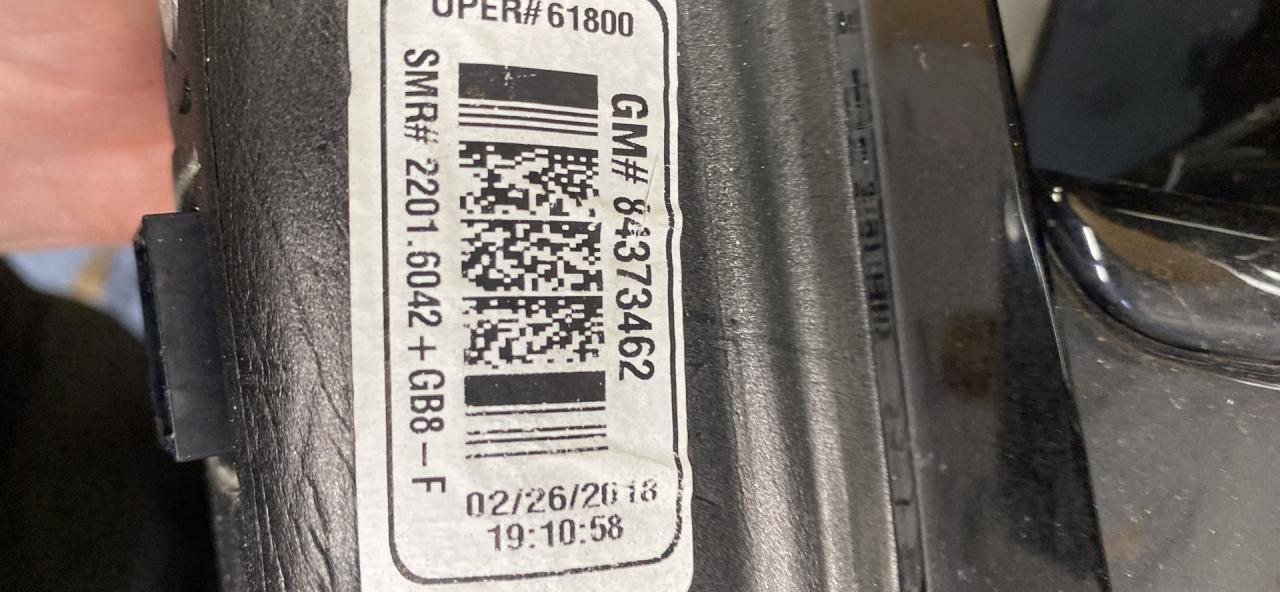 OPER# 61800
GM# 84373462
SMR# 2201.6042 + GB8-F
02/26/2018
19:10:58